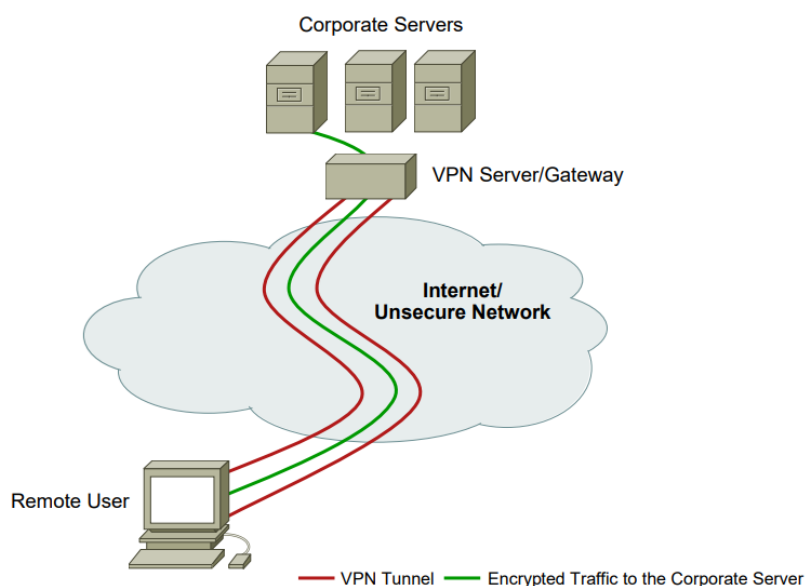 Corporate Servers
VPN Server/Gateway
Internet/
Unsecure Network
Remote User
VPN Tunnel
Encrypted Traffic to the Corporate Server